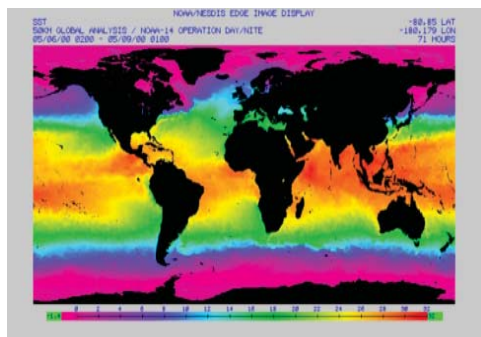 NOAA/NESDIS EDGE IMAGE DISPLAY
SST -80.85 LAT
50KM GLOBAL ANALYSIS / NOAA-14 OPERATION DAY/NITE -180.179 LON
05/06/00 0200 - 05/09/00 0100 71 HOURS
0 2 4 6 8 10 12 14 16 18 20 22 24 26 28 30 32